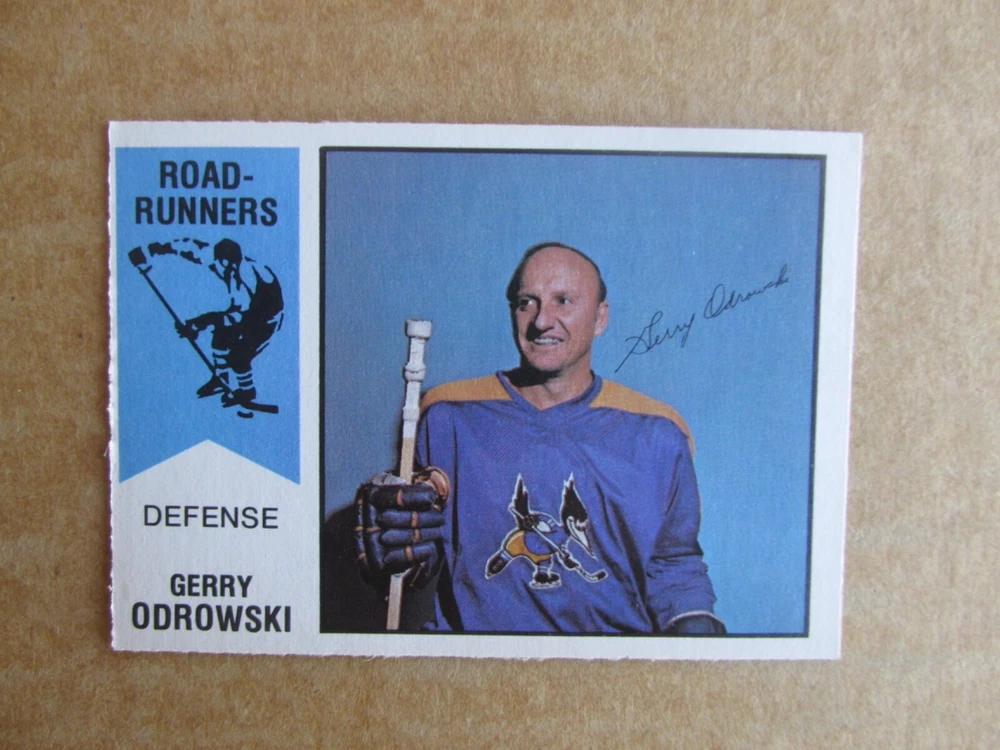 ROAD-
RUNNERS
DEFENSE
GERRY
ODROWSKI
Gerry Odrowski